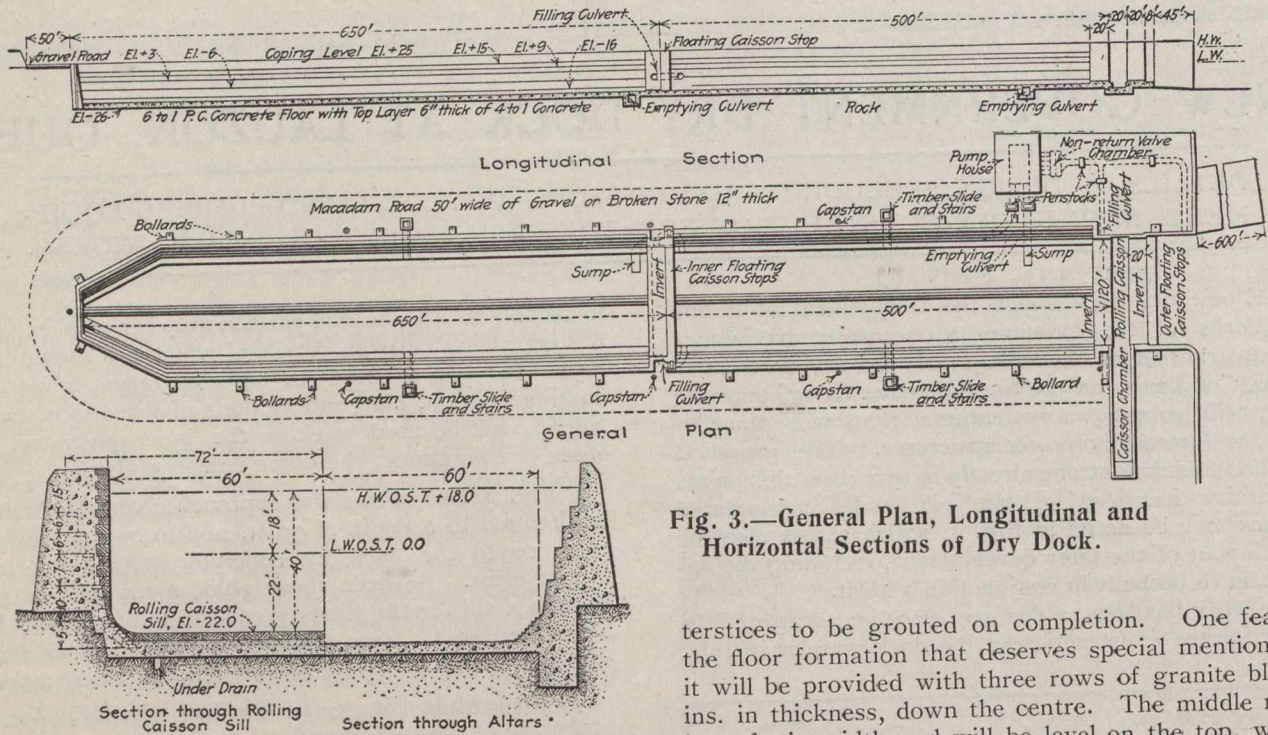 650'
500'
50'
20' 20' 8' 45'
20'
Filling Culvert
Floating Caisson Stop
Gravel Road El.+3 El.-6 Coping Level El.+25 El.+15 El.+9 El.-16
H.W.
L.W.
El.-26
6 to 1 P.C. Concrete Floor with Top Layer 6" thick of 4 to 1 Concrete
Emptying Culvert
Rock
Emptying Culvert
Longitudinal Section
Pump House
Non-return Valve Chamber
Macadam Road 50' wide of Gravel or Broken Stone 12" thick
Bollards
Capstan
Timber Slide and Stairs
Penstocks
Filling Culvert
600'
Sump
Invert
Inner Floating Caisson Stops
Emptying Culvert
Sump
650'
500'
Invert
120'
Rolling Caisson
20'
Invert
Outer Floating Caisson Stops
Caisson Chamber
Bollards
Capstan
Timber Slide and Stairs
Capstan
Filling Culvert
Capstan
Timber Slide and Stairs
Bollard
General Plan
72'
60'
60'
H.W.O.S.T. +18.0
18'
L.W.O.S.T. 0.0
40'
22'
15'
6'
6'
7'
10'
5'
Rolling Caisson Sill, El.-22.0
Under Drain
Section through Rolling Caisson Sill
Section through Altars
Fig. 3.—General Plan, Longitudinal and
Horizontal Sections of Dry Dock.
terstices to be grouted on completion. One fea
the floor formation that deserves special mention
it will be provided with three rows of granite bl
ins. in thickness, down the centre. The middle